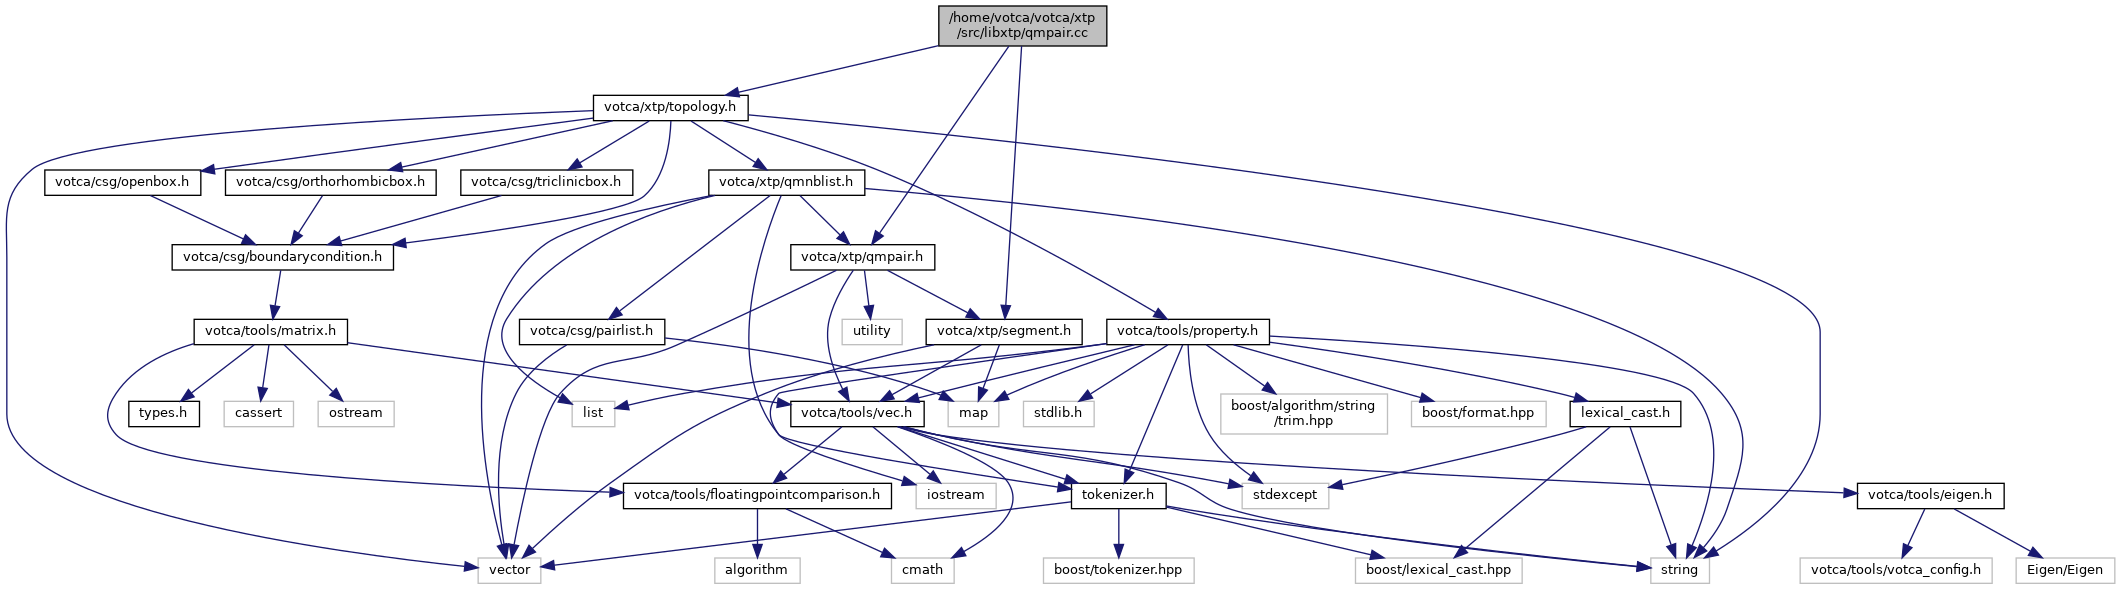 /home/votca/votca/xtp
/src/libxtp/qmpair.cc
votca/xtp/topology.h
votca/csg/openbox.h
votca/csg/orthorhombicbox.h
votca/csg/triclinicbox.h
votca/xtp/qmnblist.h
votca/csg/boundarycondition.h
votca/xtp/qmpair.h
votca/tools/matrix.h
votca/csg/pairlist.h
utility
votca/xtp/segment.h
votca/tools/property.h
types.h
cassert
ostream
list
votca/tools/vec.h
map
stdlib.h
boost/algorithm/string
/trim.hpp
boost/format.hpp
lexical_cast.h
votca/tools/floatingpointcomparison.h
iostream
tokenizer.h
stdexcept
votca/tools/eigen.h
vector
algorithm
cmath
boost/tokenizer.hpp
boost/lexical_cast.hpp
string
votca/tools/votca_config.h
Eigen/Eigen